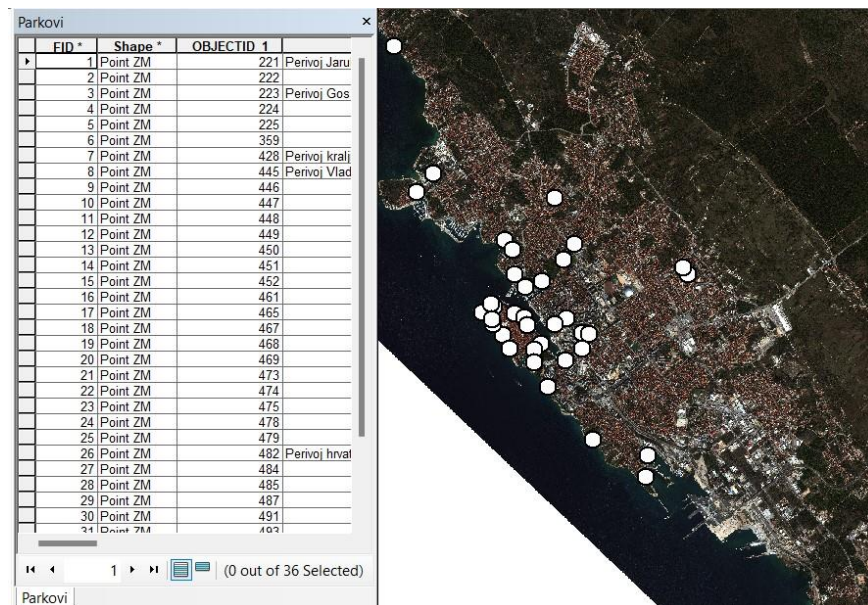 Parkovi ×
FID * Shape * OBJECTID_1
1 Point ZM 221 Perivoj Jaru
2 Point ZM 222
3 Point ZM 223 Perivoj Gos
4 Point ZM 224
5 Point ZM 225
6 Point ZM 359
7 Point ZM 428 Perivoj kralj
8 Point ZM 445 Perivoj Vlad
9 Point ZM 446
10 Point ZM 447
11 Point ZM 448
12 Point ZM 449
13 Point ZM 450
14 Point ZM 451
15 Point ZM 452
16 Point ZM 461
17 Point ZM 465
18 Point ZM 467
19 Point ZM 468
20 Point ZM 469
21 Point ZM 473
22 Point ZM 474
23 Point ZM 475
24 Point ZM 478
25 Point ZM 479
26 Point ZM 482 Perivoj hrvat
27 Point ZM 484
28 Point ZM 485
29 Point ZM 487
30 Point ZM 491
31 Point ZM 493
1 (0 out of 36 Selected)
Parkovi